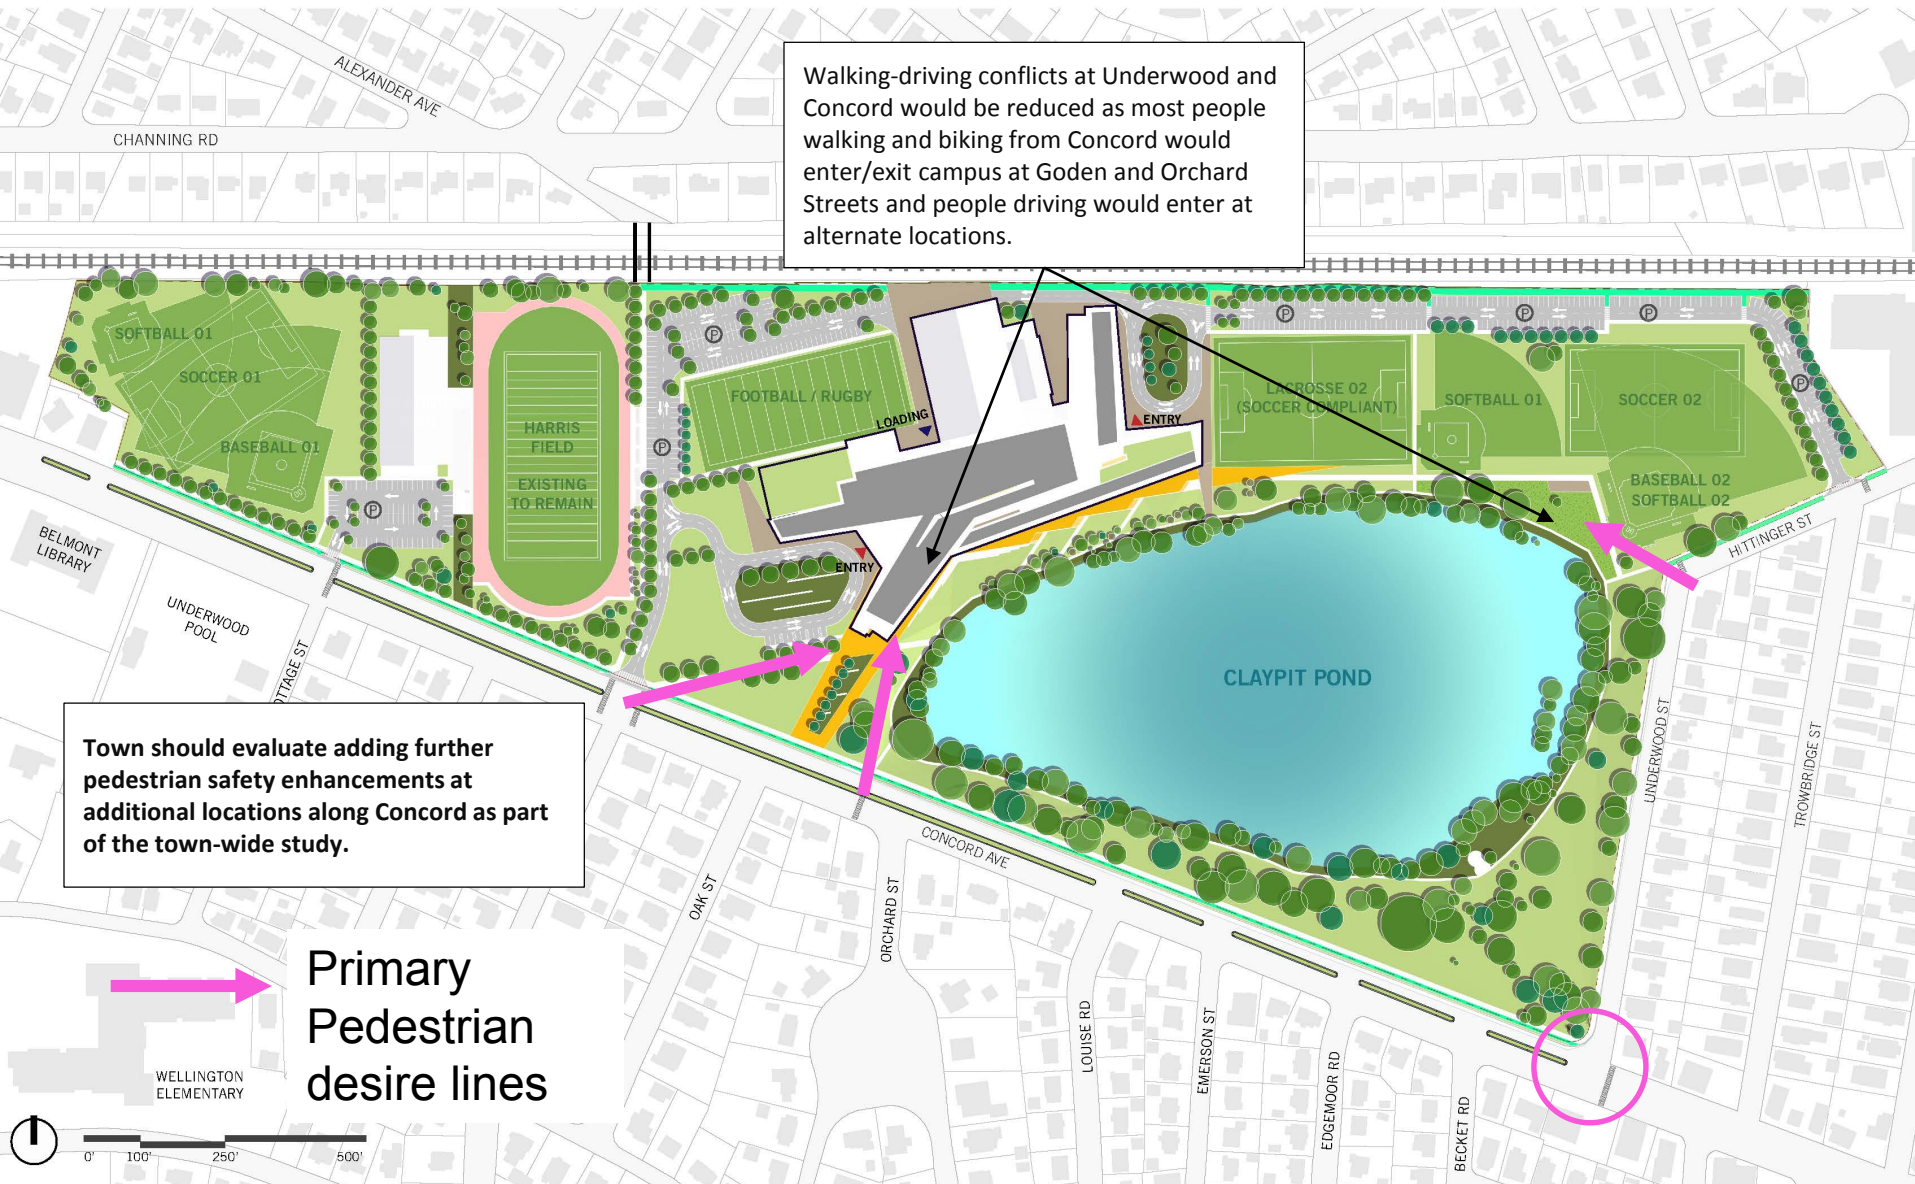 ALEXANDER AVE
CHANNING RD
Walking-driving conflicts at Underwood and
Concord would be reduced as most people
walking and biking from Concord would
enter/exit campus at Goden and Orchard
Streets and people driving would enter at
alternate locations.
SOFTBALL 01
SOCCER 01
BASEBALL 01
HARRIS
FIELD
EXISTING
TO REMAIN
P
P
P
FOOTBALL / RUGBY
LOADING
ENTRY
ENTRY
P
P
P
P
LACROSSE 02
(SOCCER COMPLIANT)
SOFTBALL 01
SOCCER 02
BASEBALL 02
SOFTBALL 02
HITTINGER ST
BELMONT
LIBRARY
UNDERWOOD
POOL
OTTAGE ST
CLAYPIT POND
UNDERWOOD ST
TROWBRIDGE ST
Town should evaluate adding further
pedestrian safety enhancements at
additional locations along Concord as part
of the town-wide study.
CONCORD AVE
OAK ST
ORCHARD ST
LOUISE RD
EMERSON ST
EDGEMOOR RD
BECKET RD
Primary
Pedestrian
desire lines
WELLINGTON
ELEMENTARY
0' 100' 250' 500'